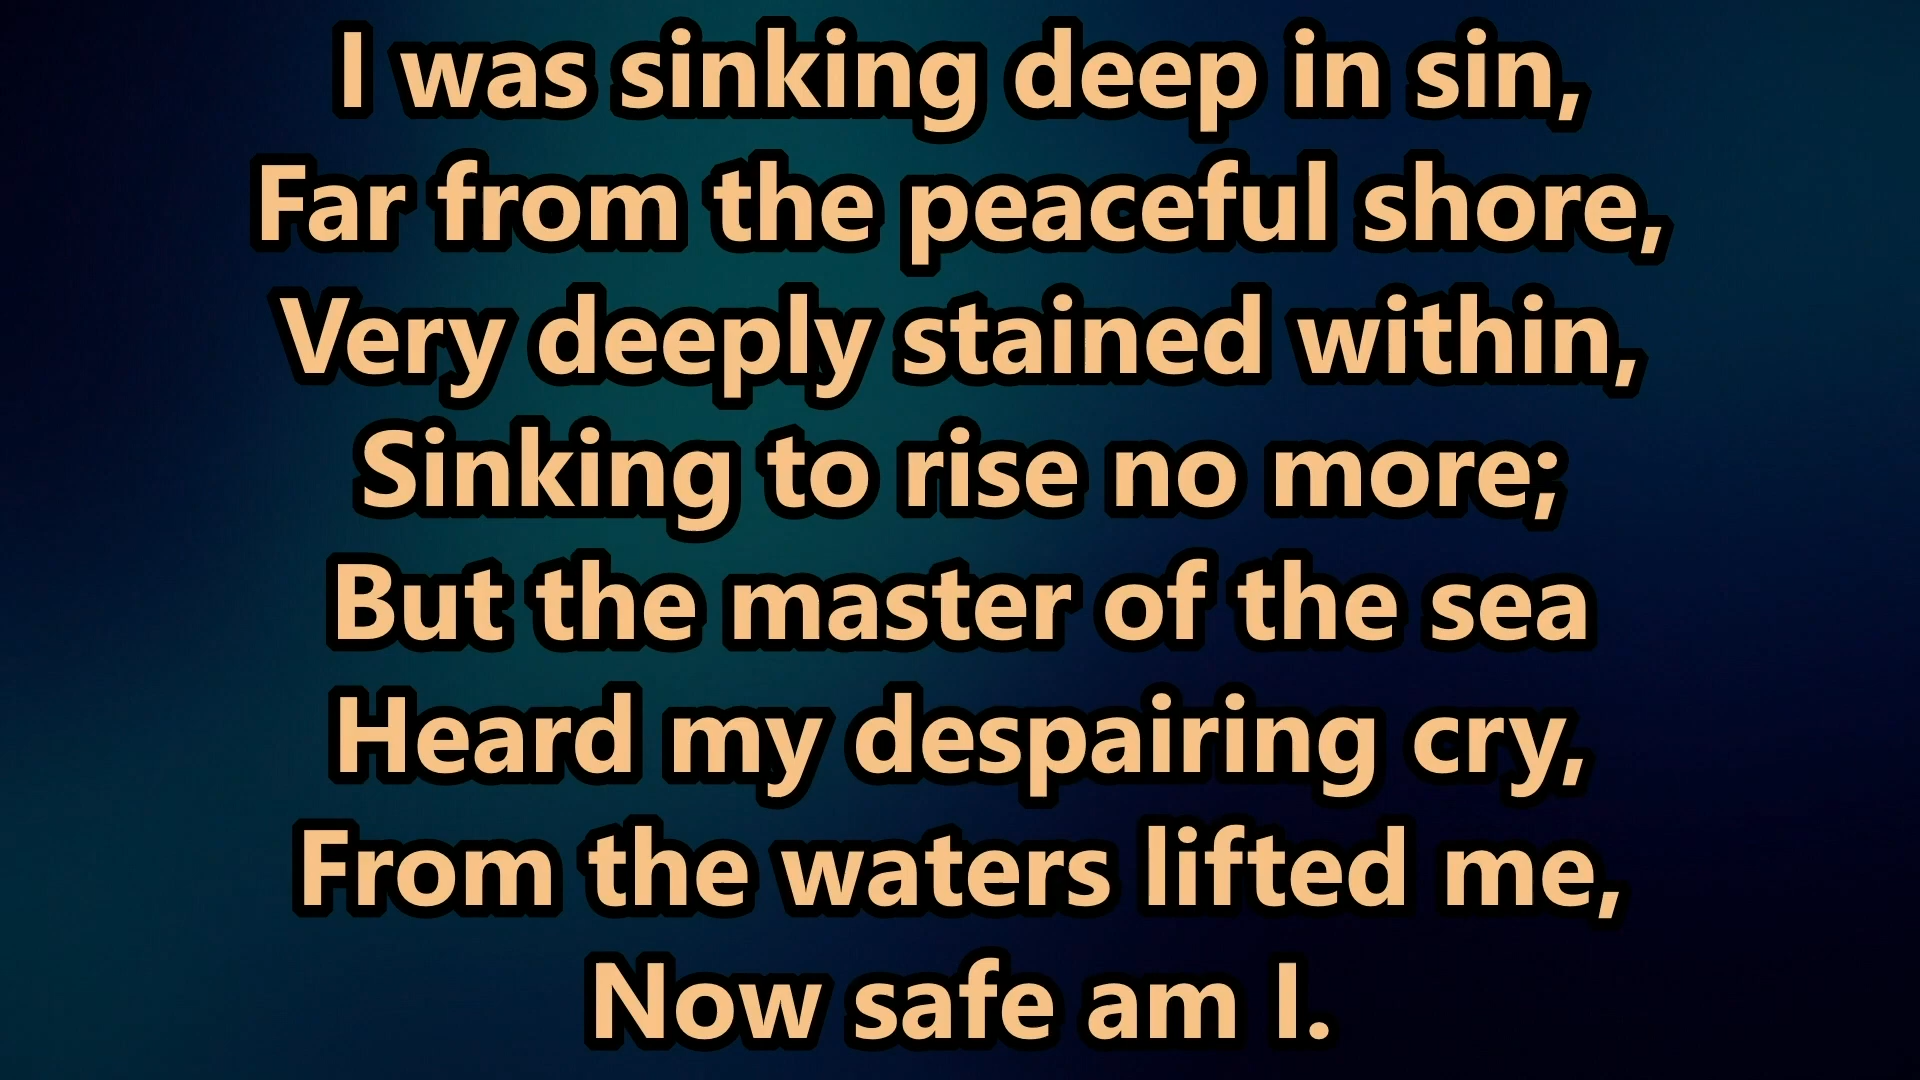 I was sinking deep in sin,
Far from the peaceful shore,
Very deeply stained within,
Sinking to rise no more;
But the master of the sea
Heard my despairing cry,
From the waters lifted me,
Now safe am I.